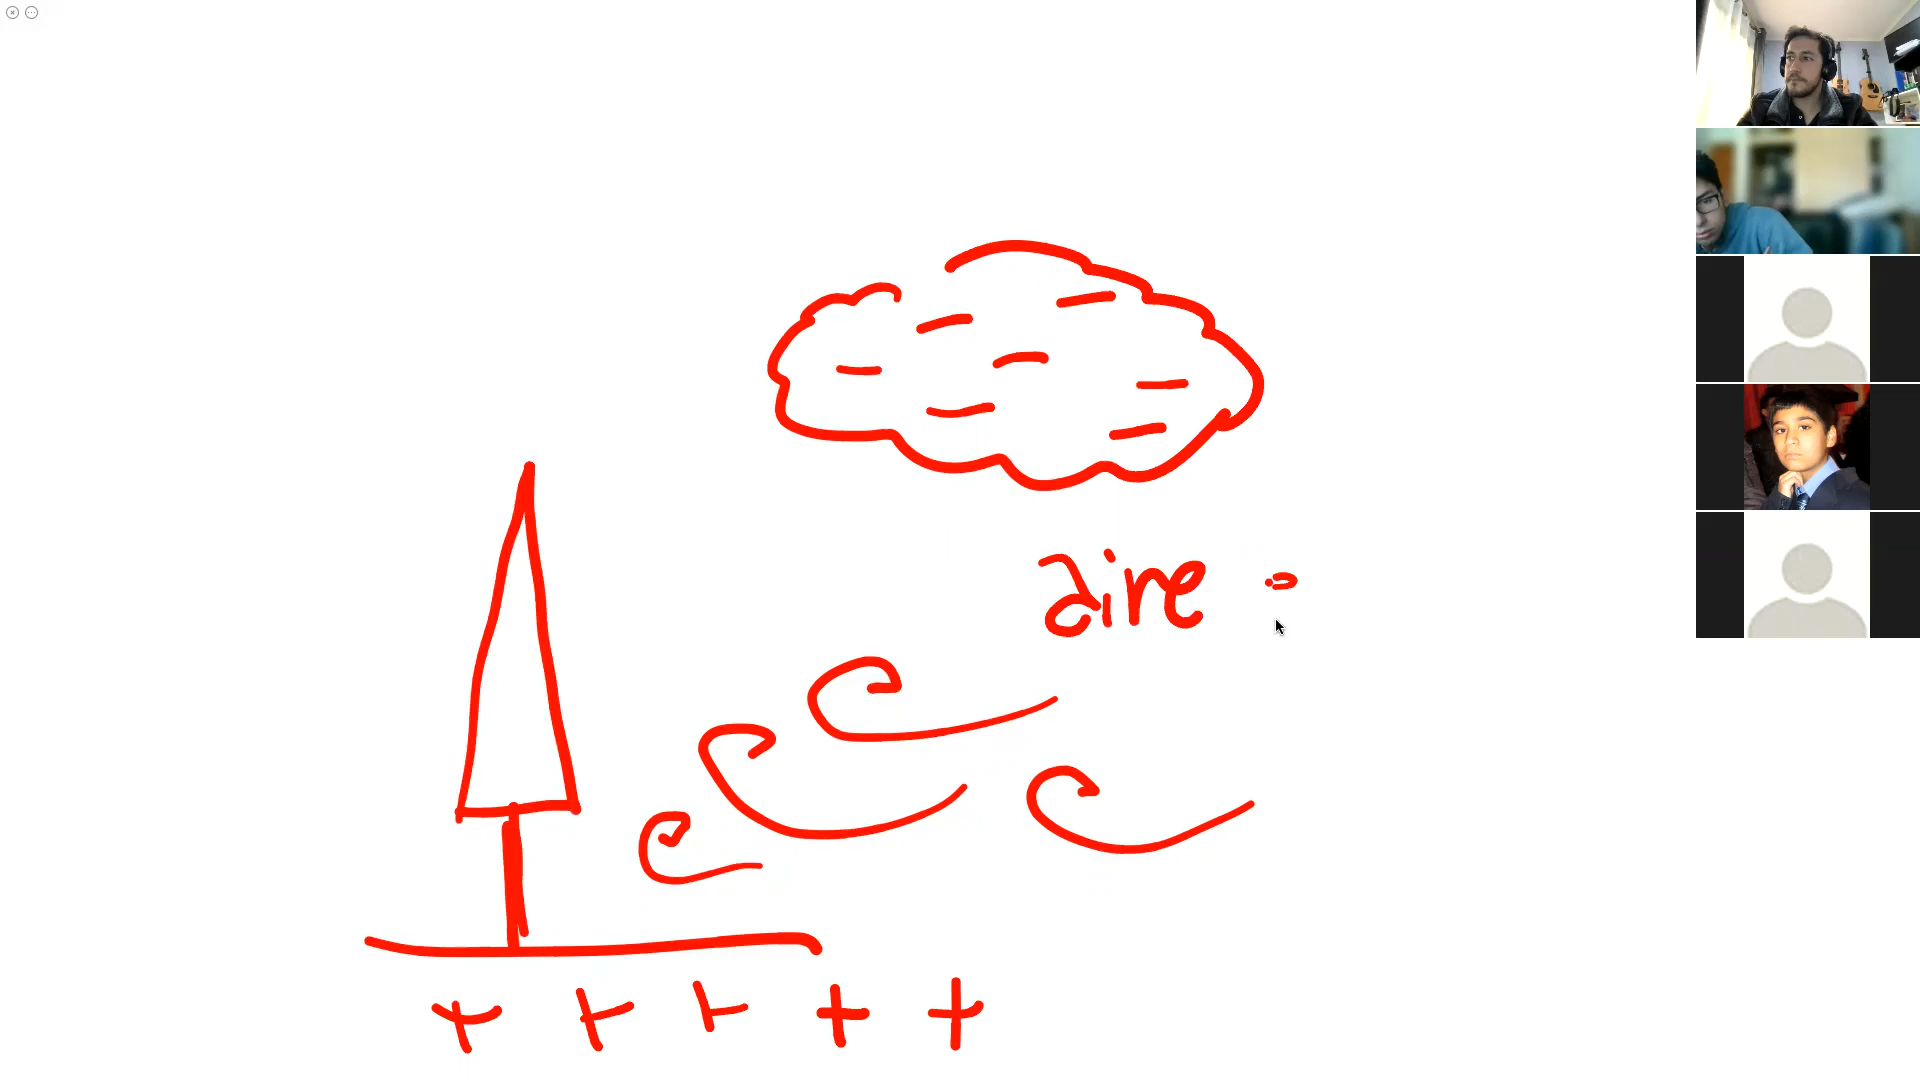 aire =
+ + + + +